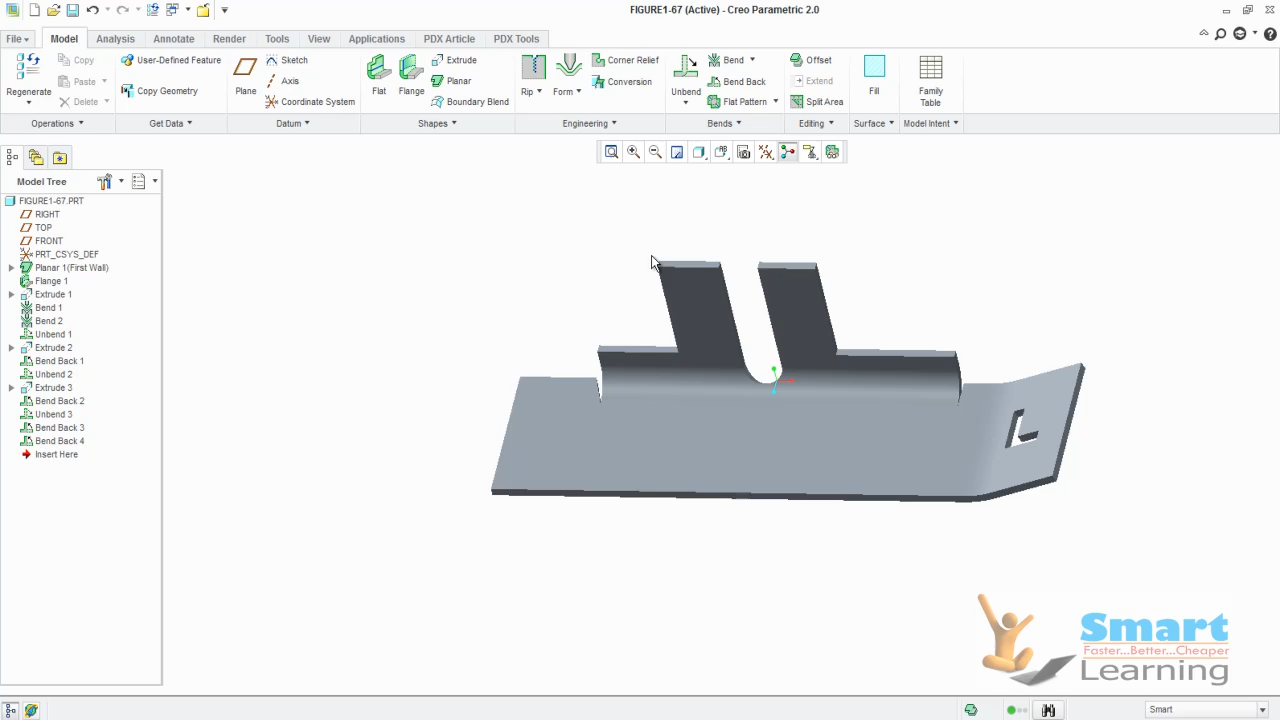 FIGURE1-67 (Active) - Creo Parametric 2.0
File Model Analysis Annotate Render Tools View Applications PDX Article PDX Tools
Regenerate
Copy
Paste
Delete
Operations
User-Defined Feature
Copy Geometry
Get Data
Plane
Sketch
Axis
Coordinate System
Datum
Flat
Flange
Extrude
Planar
Boundary Blend
Shapes
Rip
Form
Corner Relief
Conversion
Engineering
Unbend
Bend
Bend Back
Flat Pattern
Bends
Offset
Extend
Split Area
Editing
Fill
Surface
Family
Table
Model Intent
Model Tree
FIGURE1-67.PRT
RIGHT
TOP
FRONT
PRT_CSYS_DEF
Planar 1(First Wall)
Flange 1
Extrude 1
Bend 1
Bend 2
Unbend 1
Extrude 2
Bend Back 1
Unbend 2
Extrude 3
Bend Back 2
Unbend 3
Bend Back 3
Bend Back 4
Insert Here
L
Smart
Faster...Better...Cheaper
Learning
Smart